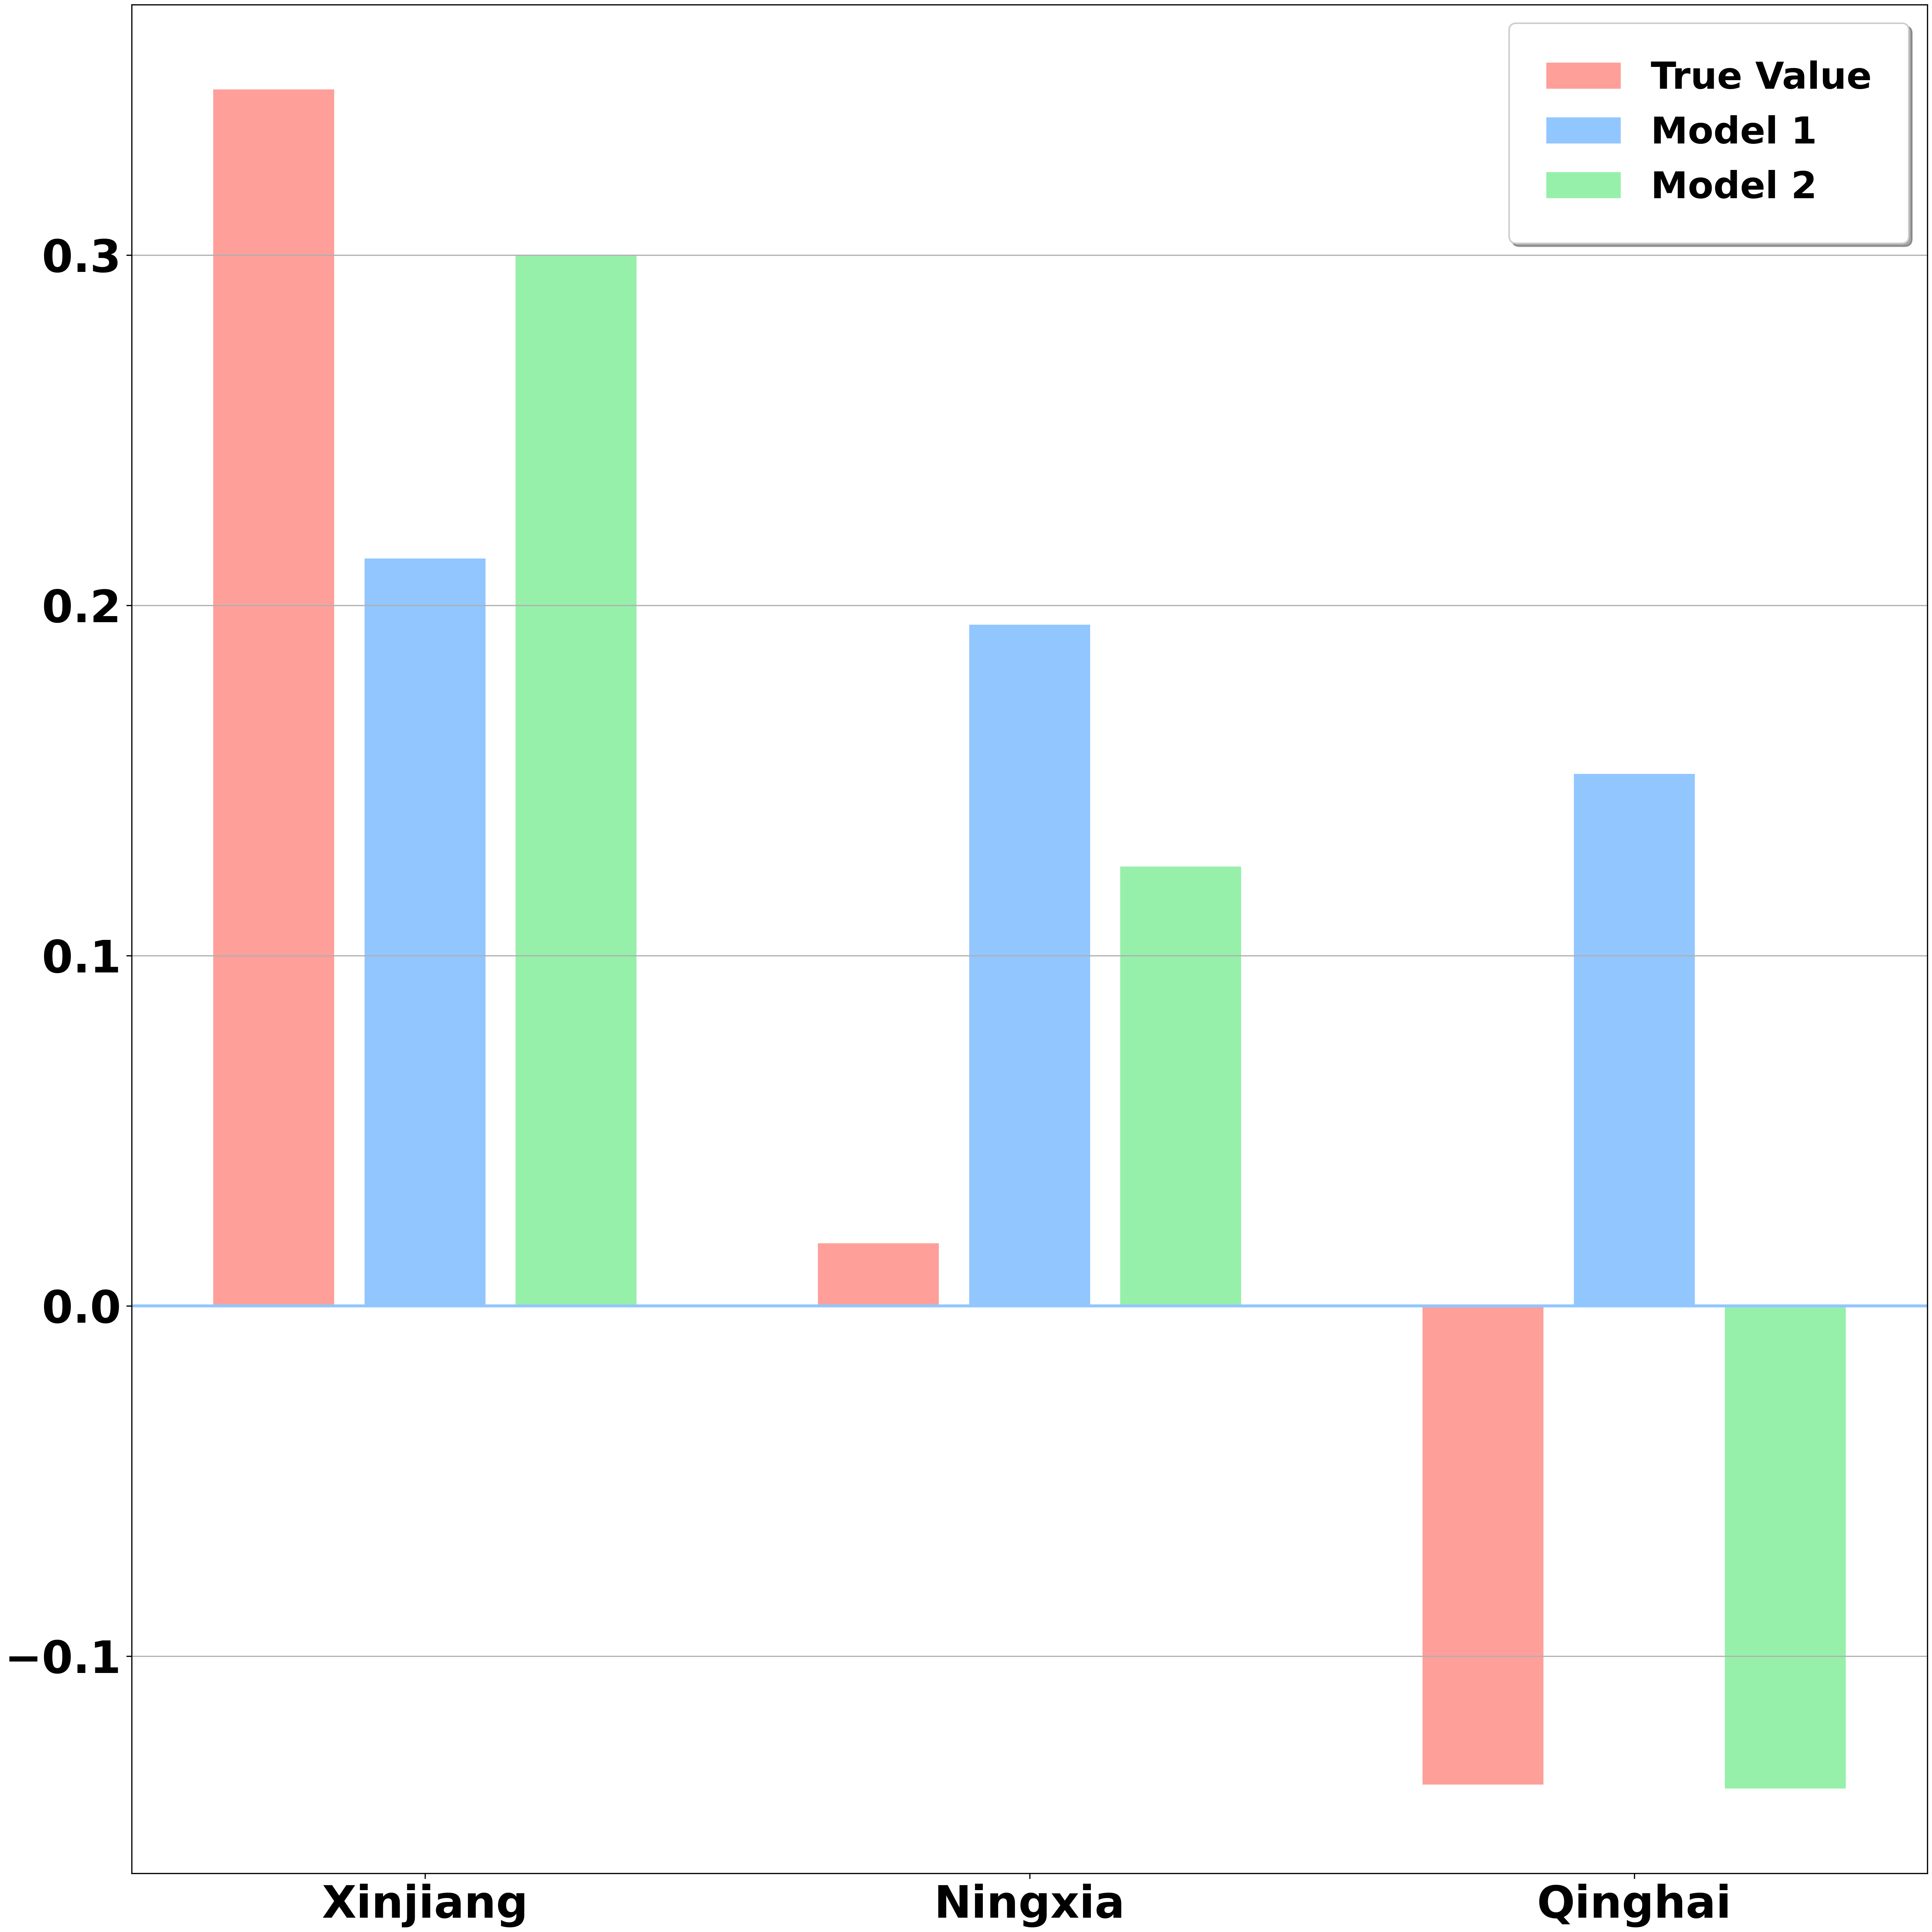 True Value
Model 1
Model 2
0.3
0.2
0.1
0.0
−0.1
Xinjiang Ningxia Qinghai